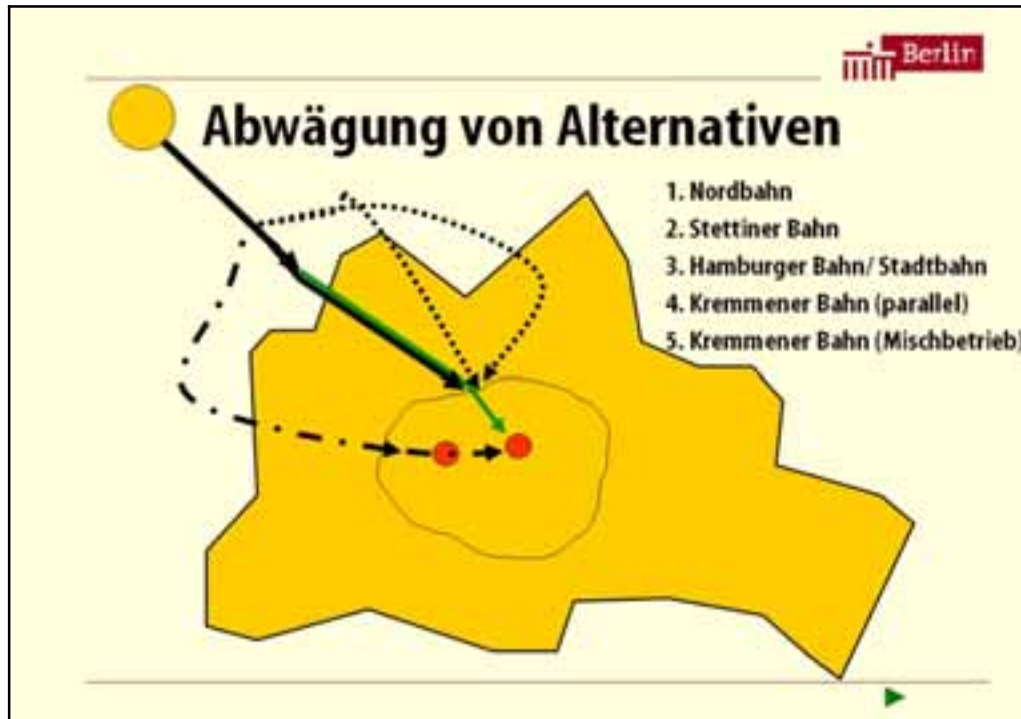 Berlin
Abwägung von Alternativen
1. Nordbahn
2. Stettiner Bahn
3. Hamburger Bahn/ Stadtbahn
4. Kremmener Bahn (parallel)
5. Kremmener Bahn (Mischbetrieb)